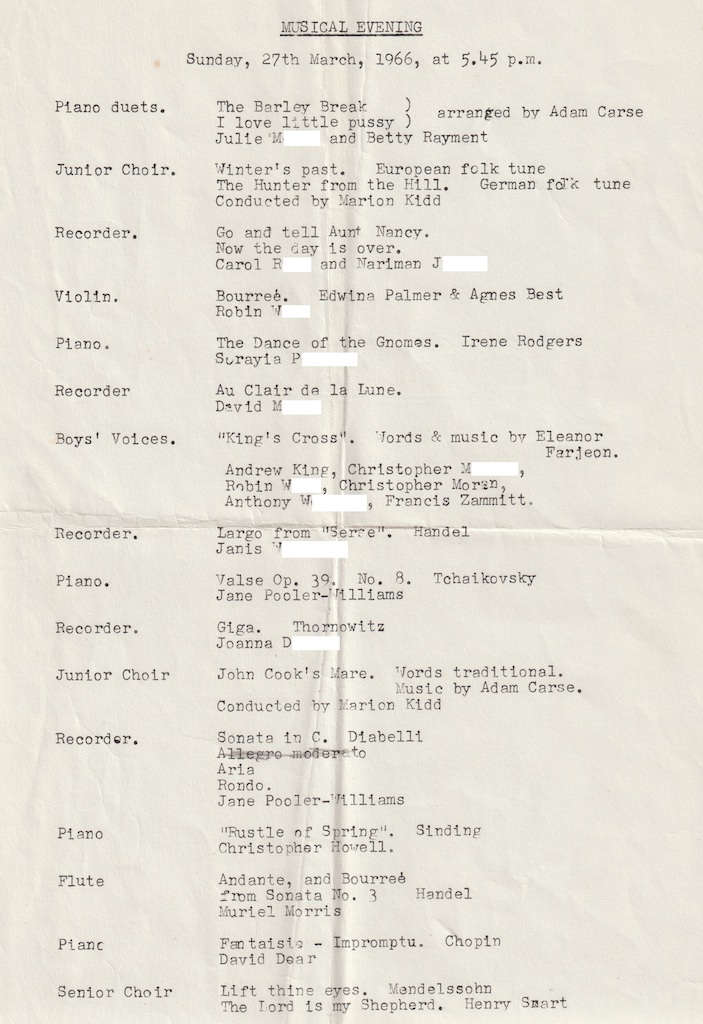 MUSICAL EVENING
Sunday, 27th March, 1966, at 5.45 p.m.
Piano duets. The Barley Break )
I love little pussy ) arranged by Adam Carse
Julie M and Betty Rayment
Junior Choir. Winter's past. European folk tune
The Hunter from the Hill. German folk tune
Conducted by Marion Kidd
Recorder. Go and tell Aunt Nancy.
Now the day is over.
Carol R and Nariman J
Violin. Bourreé. Edwina Palmer & Agnes Best
Robin W
Piano. The Dance of the Gnomes. Irene Rodgers
Sorayia P
Recorder Au Clair de la Lune.
David M
Boys' Voices. "King's Cross". Words & music by Eleanor
Farjeon.
Andrew King, Christopher M ,
Robin W , Christopher Moran,
Anthony W , Francis Zammitt.
Recorder. Largo from "Serse". Handel
Janis W
Piano. Valse Op. 39. No. 8. Tchaikovsky
Jane Pooler-Williams
Recorder. Giga. Thornowitz
Joanna D
Junior Choir John Cook's Mare. Words traditional.
Music by Adam Carse.
Conducted by Marion Kidd
Recorder. Sonata in C. Diabelli
Allegro moderato
Aria
Rondo.
Jane Pooler-Williams
Piano "Rustle of Spring". Sinding
Christopher Howell.
Flute Andante, and Bourreé
from Sonata No. 3 Handel
Muriel Morris
Piano Fantaisie - Impromptu. Chopin
David Dear
Senior Choir Lift thine eyes. Mendelssohn
The Lord is my Shepherd. Henry Smart